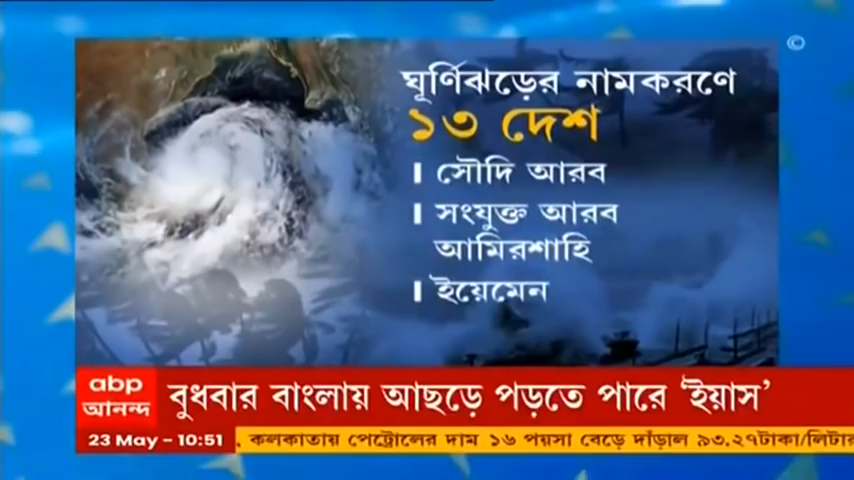 ©
ঘূর্ণিঝড়ের নামকরণে
১৩ দেশ
সৌদি আরব
সংযুক্ত আরব
আমিরশাহি
ইয়েমেন
abp
আনন্দ
বুধবার বাংলায় আছড়ে পড়তে পারে ‘ইয়াস’
23 May – 10:51
, কলকাতায় পেট্রোলের দাম ১৬ পয়সা বেড়ে দাঁড়াল ৯৩.২৭টাকা/লিটার